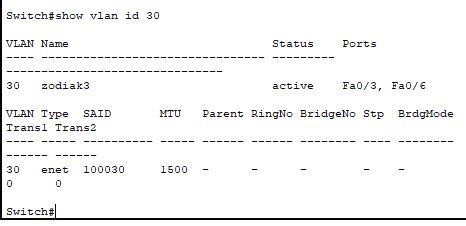 Switch#show vlan id 30
VLAN Name                             Status    Ports
---- -------------------------------- --------- -------------------------------
30   zodiak3                          active    Fa0/3, Fa0/6
VLAN Type  SAID       MTU   Parent RingNo BridgeNo Stp  BrdgMode Trans1 Trans2
---- ----- ---------- ----- ------ ------ -------- ---- -------- ------ ------
30   enet  100030     1500  -      -      -        -    -        0      0
Switch#